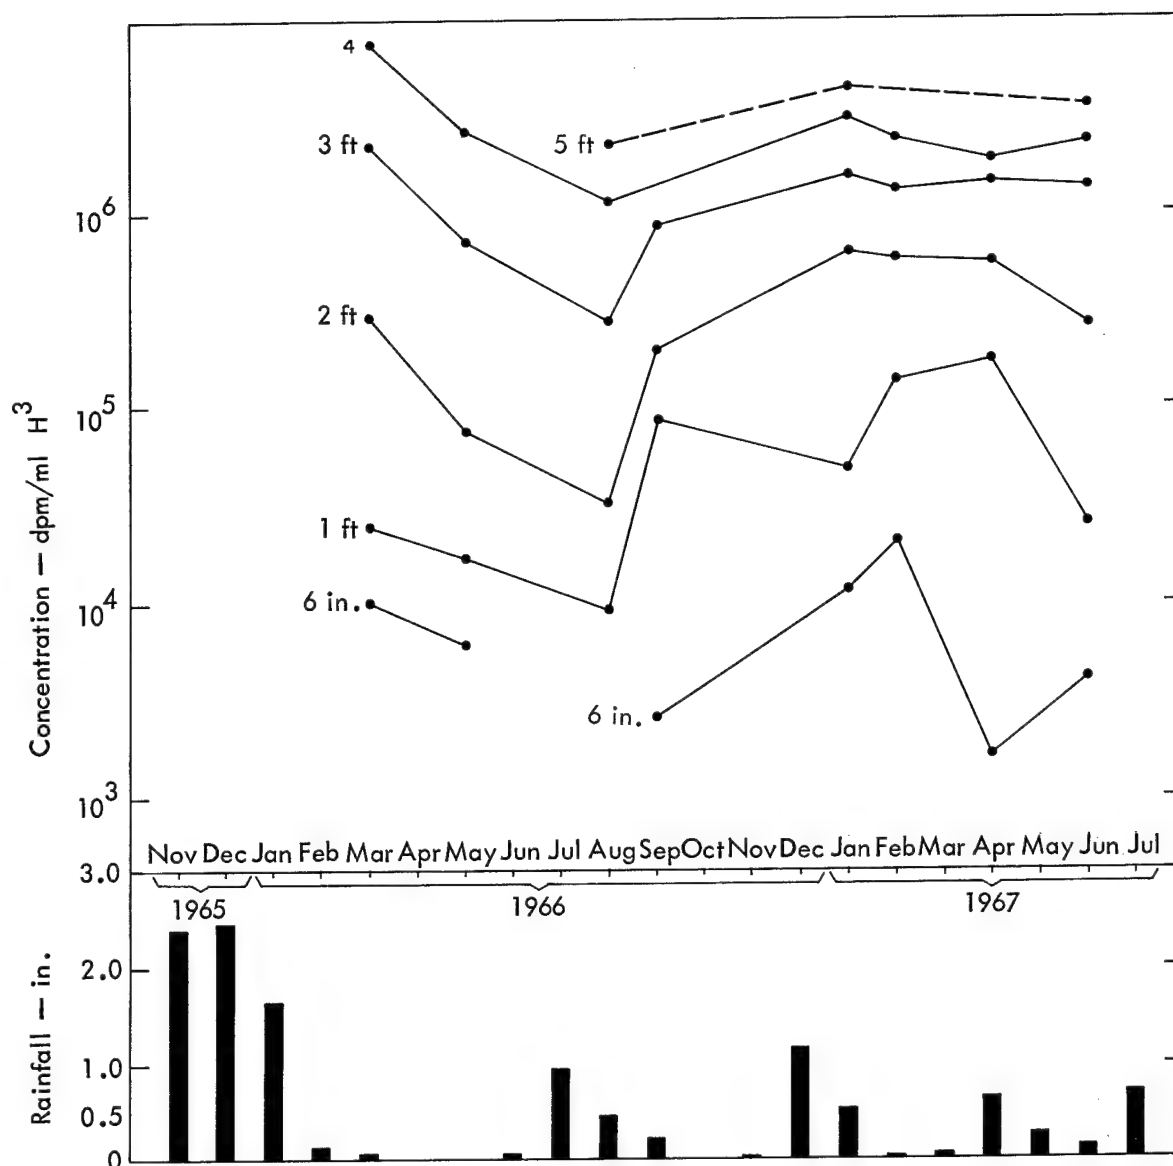 4
3 ft
5 ft
10^6
2 ft
10^5
1 ft
10^4
6 in.
6 in.
10^3
Concentration — dpm/ml H^3
Nov Dec Jan Feb Mar Apr May Jun Jul Aug Sep Oct Nov Dec Jan Feb Mar Apr May Jun Jul
3.0
1965 1966 1967
2.0
1.0
0.5
0
Rainfall — in.